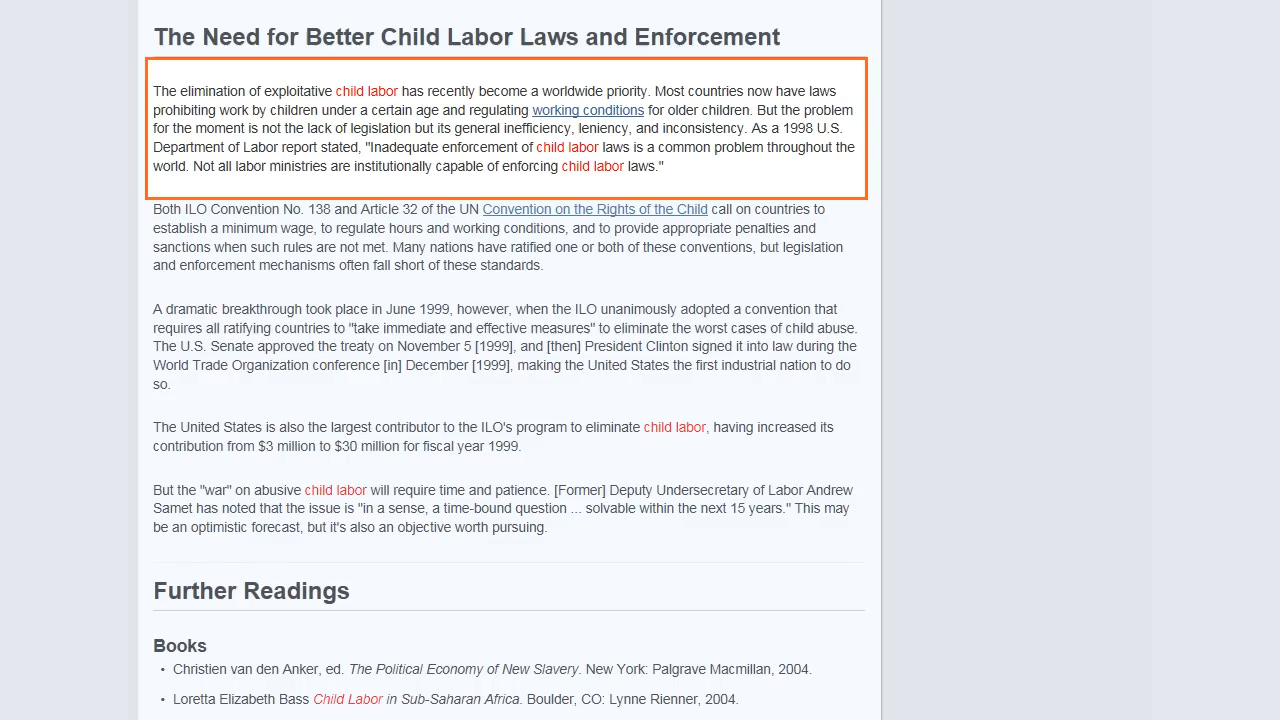 The Need for Better Child Labor Laws and Enforcement
The elimination of exploitative child labor has recently become a worldwide priority. Most countries now have laws
prohibiting work by children under a certain age and regulating working conditions for older children. But the problem
for the moment is not the lack of legislation but its general inefficiency, leniency, and inconsistency. As a 1998 U.S.
Department of Labor report stated, "Inadequate enforcement of child labor laws is a common problem throughout the
world. Not all labor ministries are institutionally capable of enforcing child labor laws."
Both ILO Convention No. 138 and Article 32 of the UN Convention on the Rights of the Child call on countries to
establish a minimum wage, to regulate hours and working conditions, and to provide appropriate penalties and
sanctions when such rules are not met. Many nations have ratified one or both of these conventions, but legislation
and enforcement mechanisms often fall short of these standards.
A dramatic breakthrough took place in June 1999, however, when the ILO unanimously adopted a convention that
requires all ratifying countries to "take immediate and effective measures" to eliminate the worst cases of child abuse.
The U.S. Senate approved the treaty on November 5 [1999], and [then] President Clinton signed it into law during the
World Trade Organization conference [in] December [1999], making the United States the first industrial nation to do
so.
The United States is also the largest contributor to the ILO's program to eliminate child labor, having increased its
contribution from $3 million to $30 million for fiscal year 1999.
But the "war" on abusive child labor will require time and patience. [Former] Deputy Undersecretary of Labor Andrew
Samet has noted that the issue is "in a sense, a time-bound question ... solvable within the next 15 years." This may
be an optimistic forecast, but it's also an objective worth pursuing.
Further Readings
Books
• Christien van den Anker, ed. The Political Economy of New Slavery. New York: Palgrave Macmillan, 2004.
• Loretta Elizabeth Bass Child Labor in Sub-Saharan Africa. Boulder, CO: Lynne Rienner, 2004.